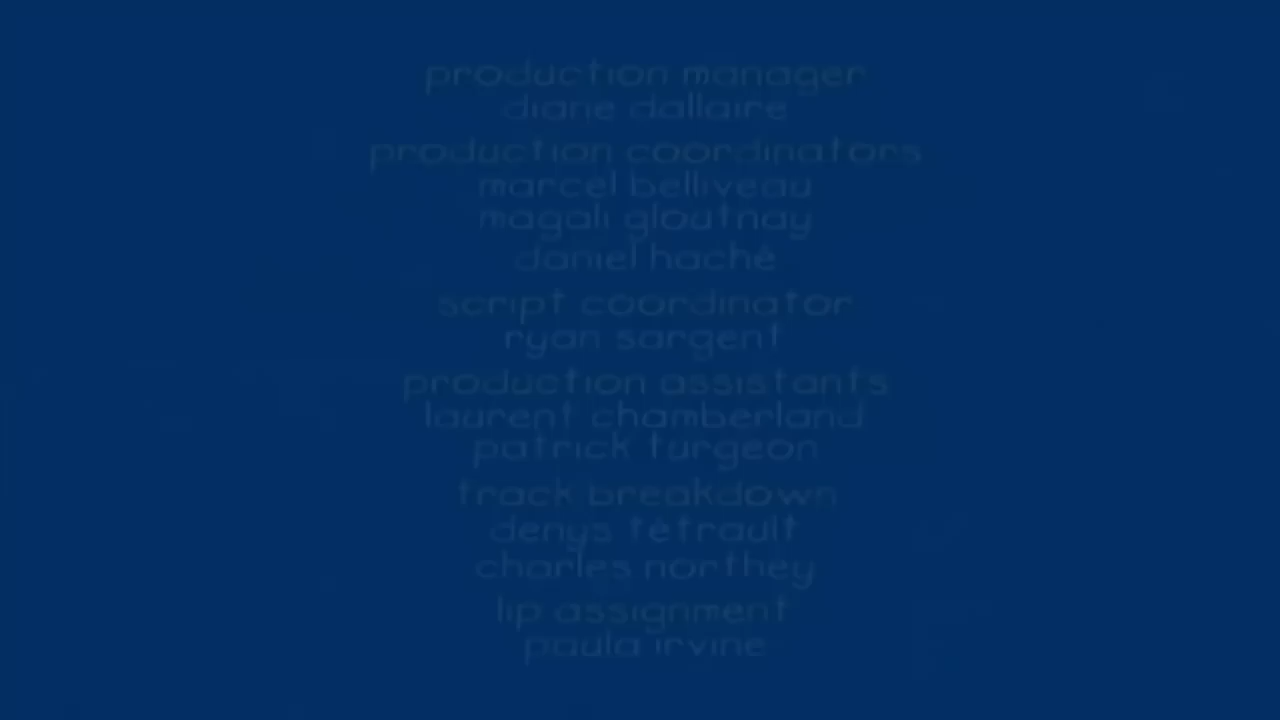 production manager
diane dallaire
production coordinators
marcel belliveau
magali gloutnay
daniel haché
script coordinator
ryan sargent
production assistants
laurent chamberland
patrick turgeon
track breakdown
denys tétrault
charles northey
lip assignment
paula irvine